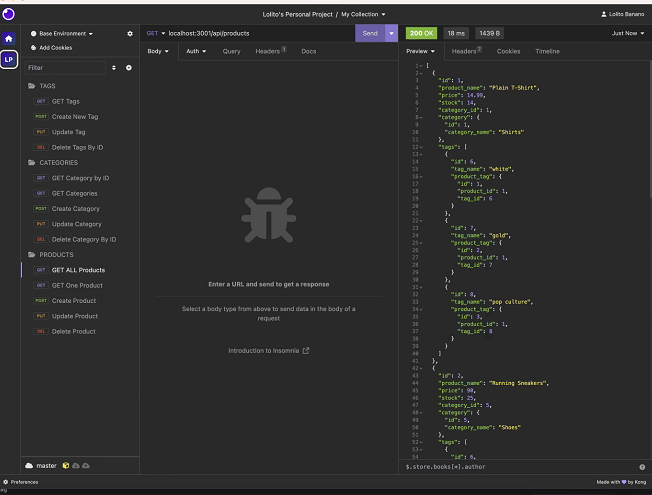 Lolito's Personal Project / My Collection
Lolito Banano
Base Environment
Add Cookies
Filter
TAGS
GET GET Tags
POST Create New Tag
PUT Update Tag
DEL Delete Tags By ID
CATEGORIES
GET GET Category by ID
GET GET Categories
POST Create Category
PUT Update Category
DEL Delete Category By ID
PRODUCTS
GET GET ALL Products
GET GET One Product
POST Create Product
PUT Update Product
DEL Delete Product
master
LP
GET localhost:3001/api/products Send
Body Auth Query Headers 1 Docs
Enter a URL and send to get a response
Select a body type from above to send data in the body of a
request
Introduction to Insomnia
200 OK 18 ms 1439 B Just Now
Preview Headers 7 Cookies Timeline
1 [
2 {
3 "id": 1,
4 "product_name": "Plain T-Shirt",
5 "price": 14.99,
6 "stock": 14,
7 "category_id": 1,
8 "category": {
9 "id": 1,
10 "category_name": "Shirts"
11 },
12 "tags": [
13 {
14 "id": 6,
15 "tag_name": "white",
16 "product_tag": {
17 "id": 1,
18 "product_id": 1,
19 "tag_id": 6
20 }
21 },
22 {
23 "id": 7,
24 "tag_name": "gold",
25 "product_tag": {
26 "id": 2,
27 "product_id": 1,
28 "tag_id": 7
29 }
30 },
31 {
32 "id": 8,
33 "tag_name": "pop culture",
34 "product_tag": {
35 "id": 3,
36 "product_id": 1,
37 "tag_id": 8
38 }
39 }
40 ]
41 },
42 {
43 "id": 2,
44 "product_name": "Running Sneakers",
45 "price": 90,
46 "stock": 25,
47 "category_id": 5,
48 "category": {
49 "id": 5,
50 "category_name": "Shoes"
51 },
52 "tags": [
53 {
54 "id": 6,
$.store.books[*].author
Preferences
Made with by Kong